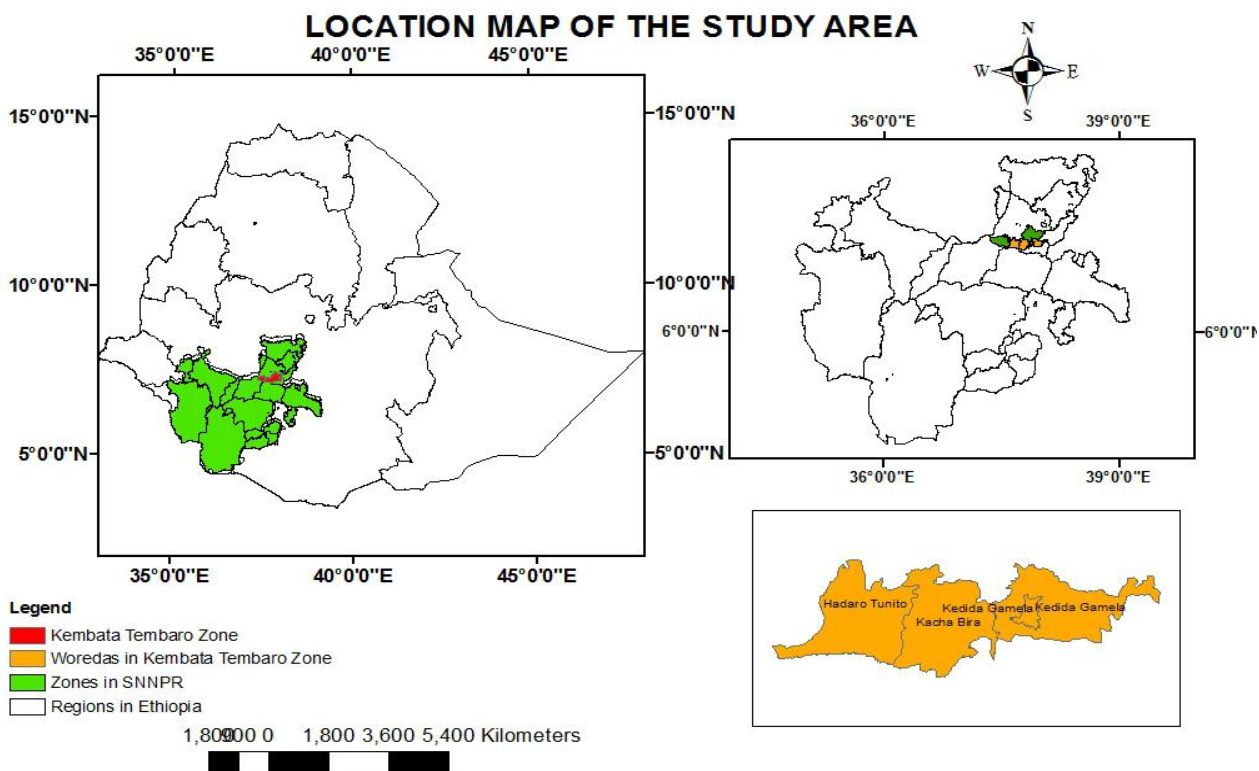 LOCATION MAP OF THE STUDY AREA
35°0'0"E 40°0'0"E 45°0'0"E
15°0'0"N 15°0'0"N
10°0'0"N 10°0'0"N
5°0'0"N 5°0'0"N
35°0'0"E 40°0'0"E 45°0'0"E
N
W E
S
36°0'0"E 39°0'0"E
6°0'0"N 6°0'0"N
36°0'0"E 39°0'0"E
Hadaro Tunito
Kedida Gamela Kedida Gamela
Kacha Bira
Legend
Kembata Tembaro Zone
Woredas in Kembata Tembaro Zone
Zones in SNNPR
Regions in Ethiopia
1,800 900 0 1,800 3,600 5,400 Kilometers